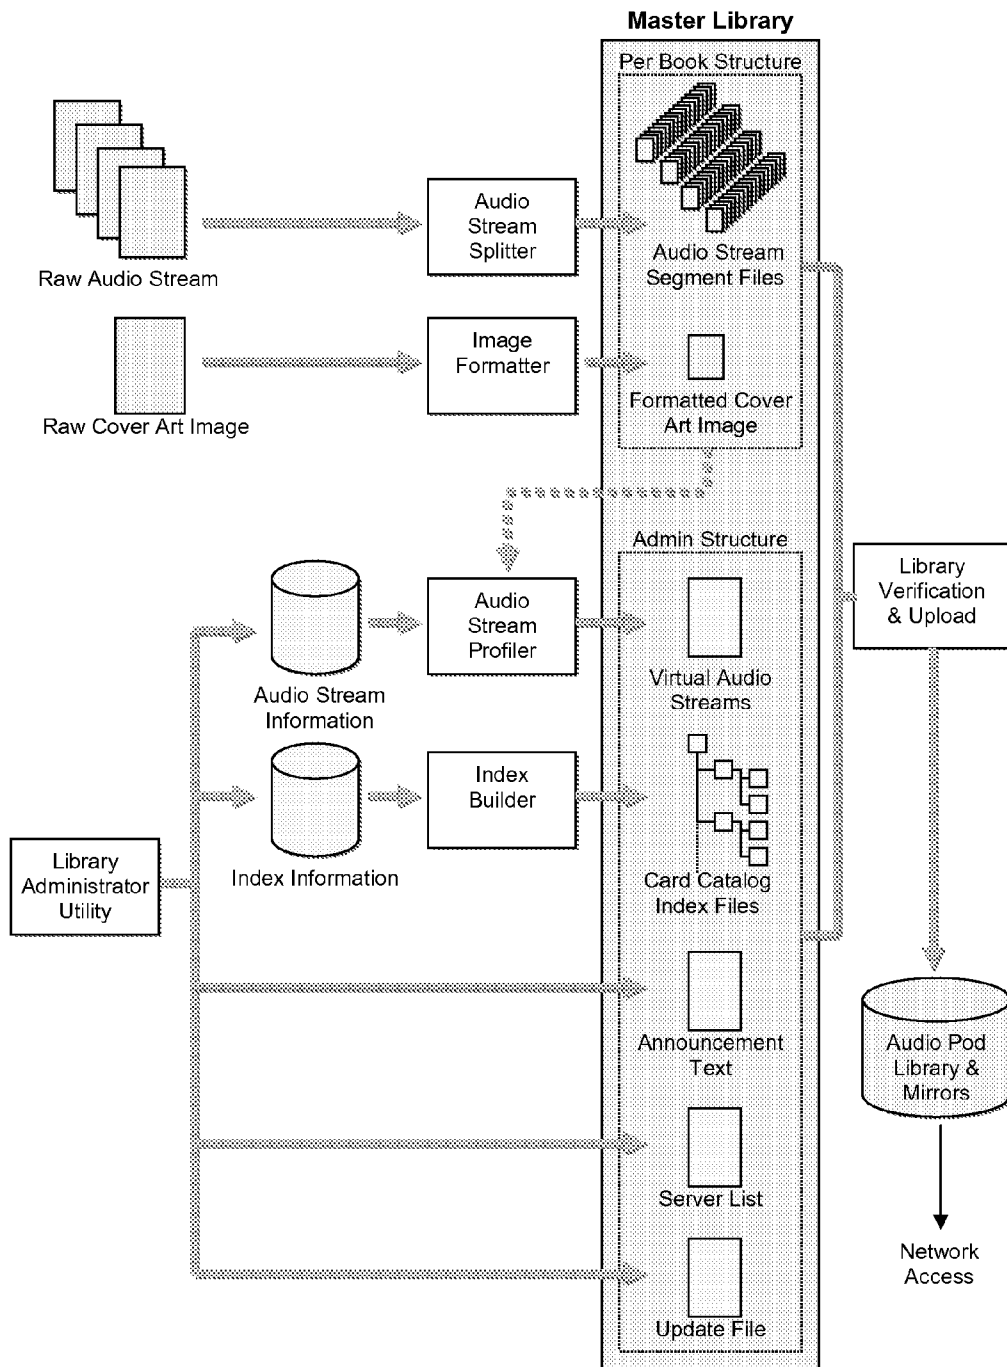 Master Library
Per Book Structure
Audio
Stream
Splitter
Raw Audio Stream
Audio Stream
Segment Files
Image
Formatter
Raw Cover Art Image
Formatted Cover
Art Image
Admin Structure
Library
Verification
& Upload
Audio
Stream
Profiler
Audio Stream
Information
Virtual Audio
Streams
Index
Builder
Index Information
Library
Administrator
Utility
Card Catalog
Index Files
Announcement
Text
Audio Pod
Library &
Mirrors
Server List
Network
Access
Update File